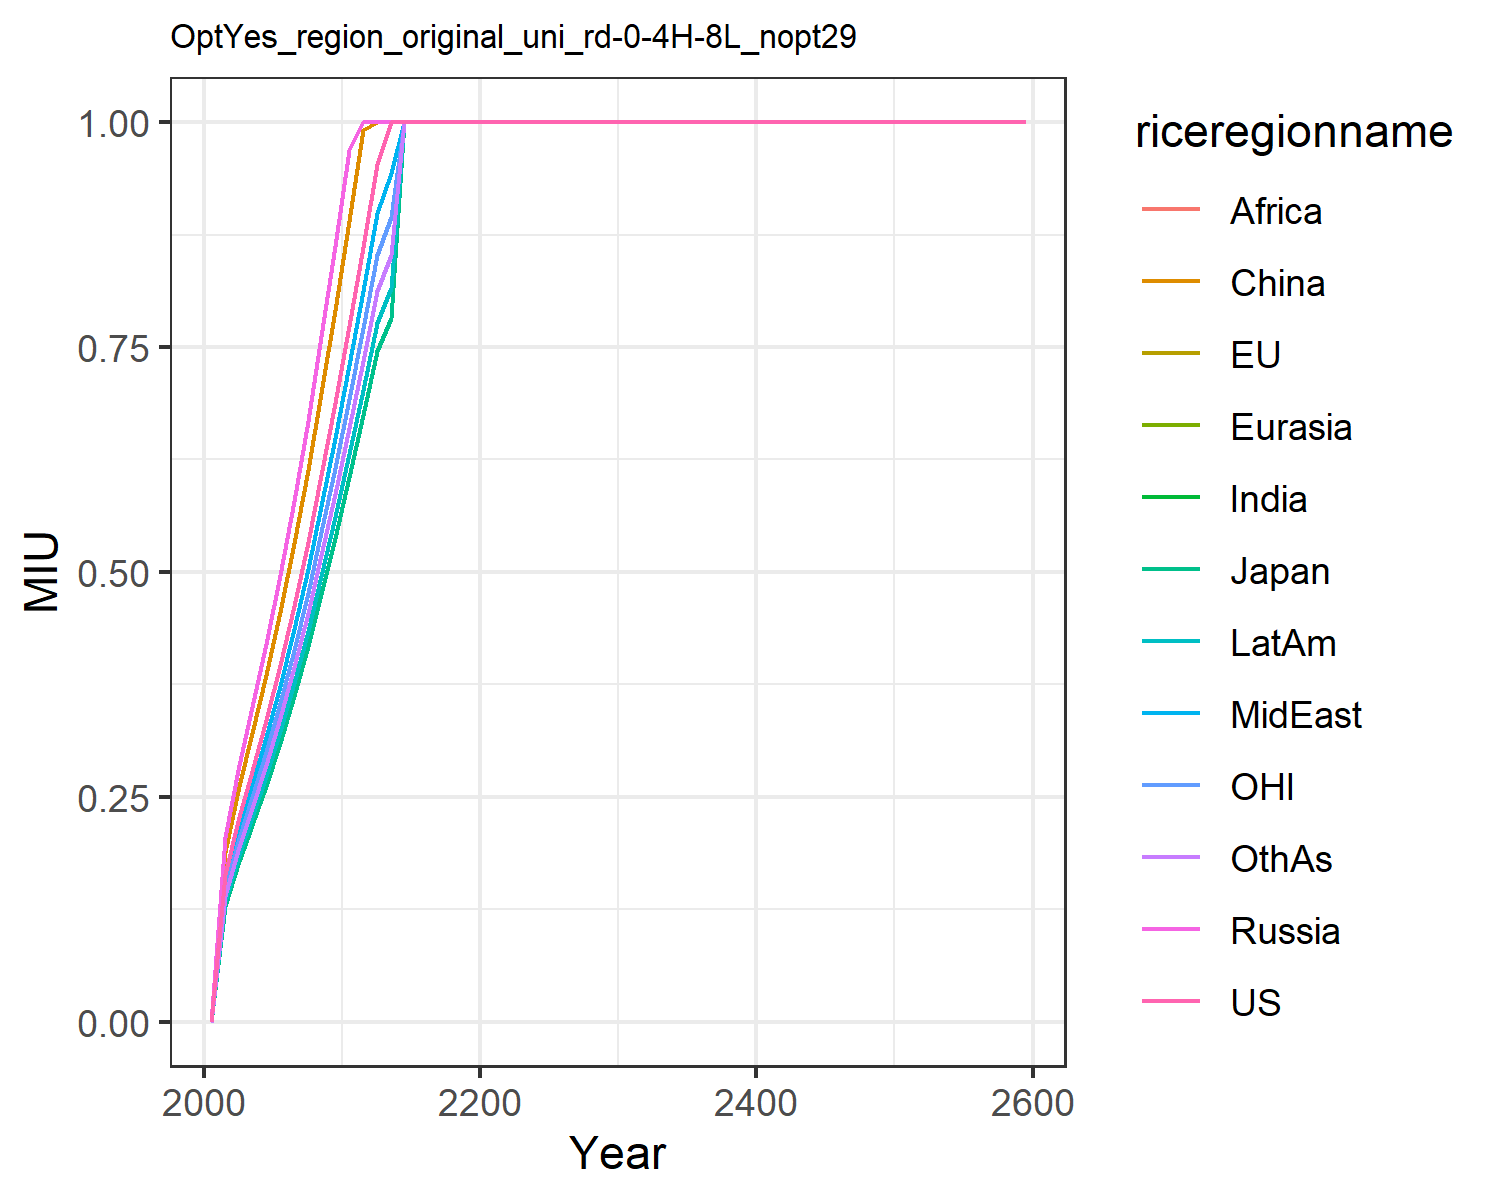 OptYes_region_original_uni_rd-0-4H-8L_nopt29
1.00
0.75
0.50
0.25
0.00
MIU
2000
2200
2400
2600
Year
riceregionname
Africa
China
EU
Eurasia
India
Japan
LatAm
MidEast
OHI
OthAs
Russia
US